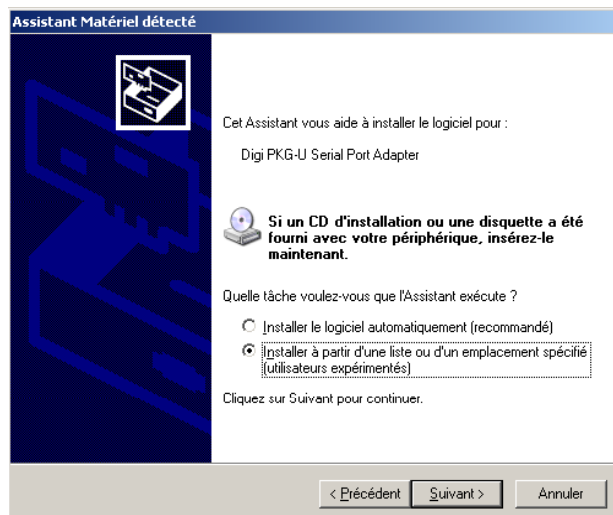 Assistant Matériel détecté
Cet Assistant vous aide à installer le logiciel pour :
Digi PKG-U Serial Port Adapter
Si un CD d'installation ou une disquette a été
fourni avec votre périphérique, insérez-le
maintenant.
Quelle tâche voulez-vous que l'Assistant exécute ?
Installer le logiciel automatiquement (recommandé)
Installer à partir d'une liste ou d'un emplacement spécifié
(utilisateurs expérimentés)
Cliquez sur Suivant pour continuer.
< Précédent
Suivant >
Annuler